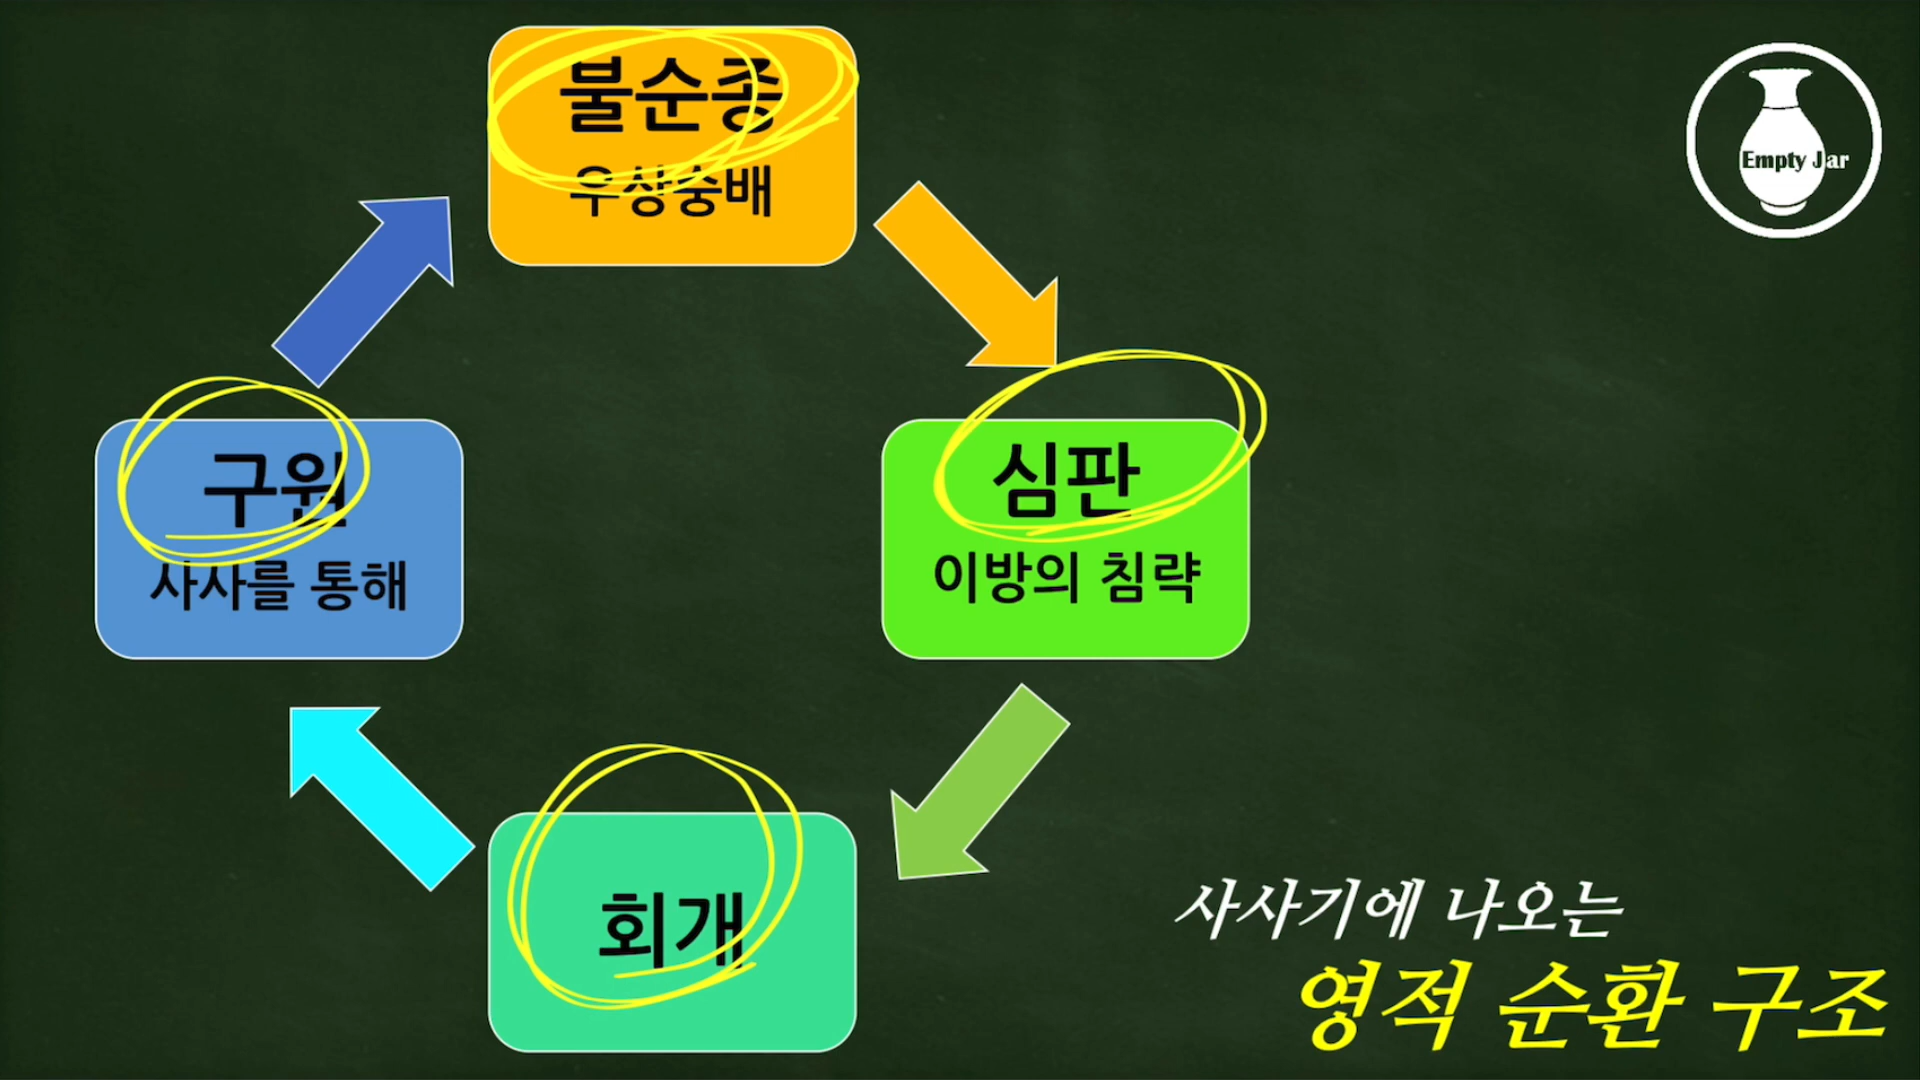 불순종
우상숭배
Empty Jar
구원
사사를 통해
심판
이방의 침략
회개
사사기에 나오는
영적 순환 구조